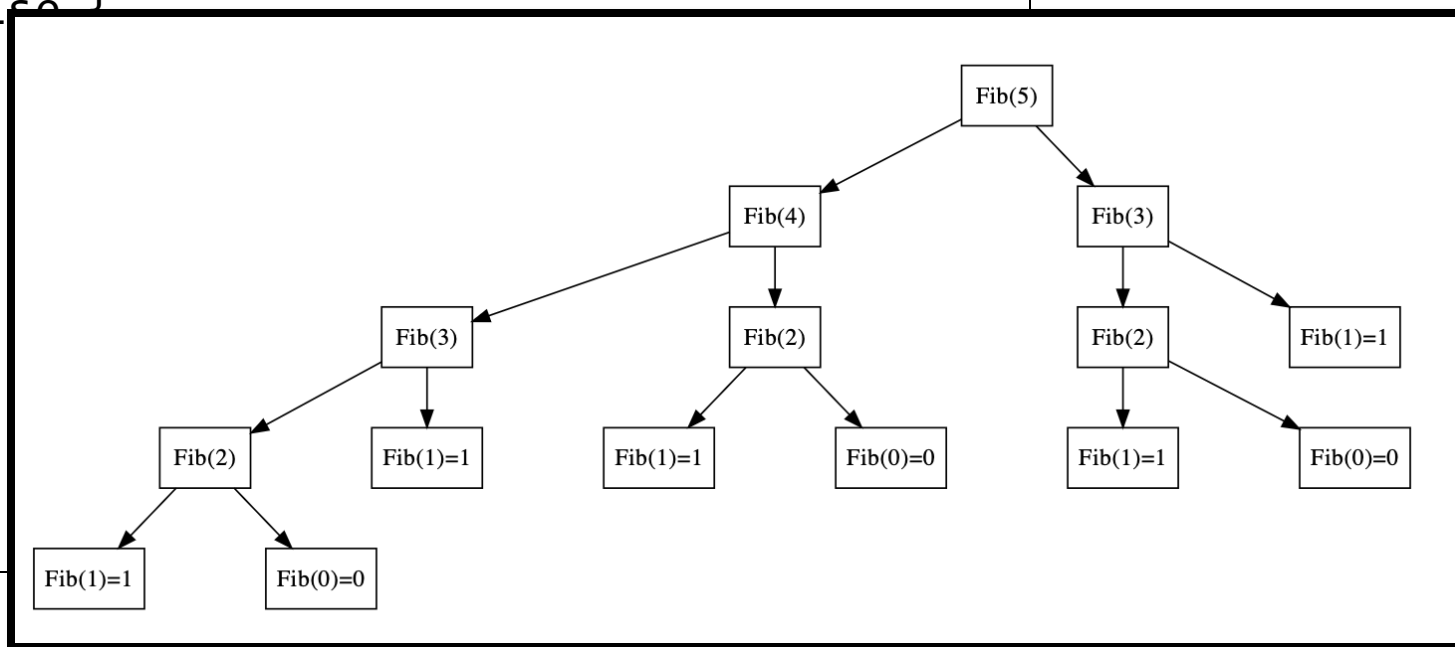 Fib(5)
Fib(4) Fib(3)
Fib(3) Fib(2) Fib(2) Fib(1)=1
Fib(2) Fib(1)=1 Fib(1)=1 Fib(0)=0 Fib(1)=1 Fib(0)=0
Fib(1)=1 Fib(0)=0